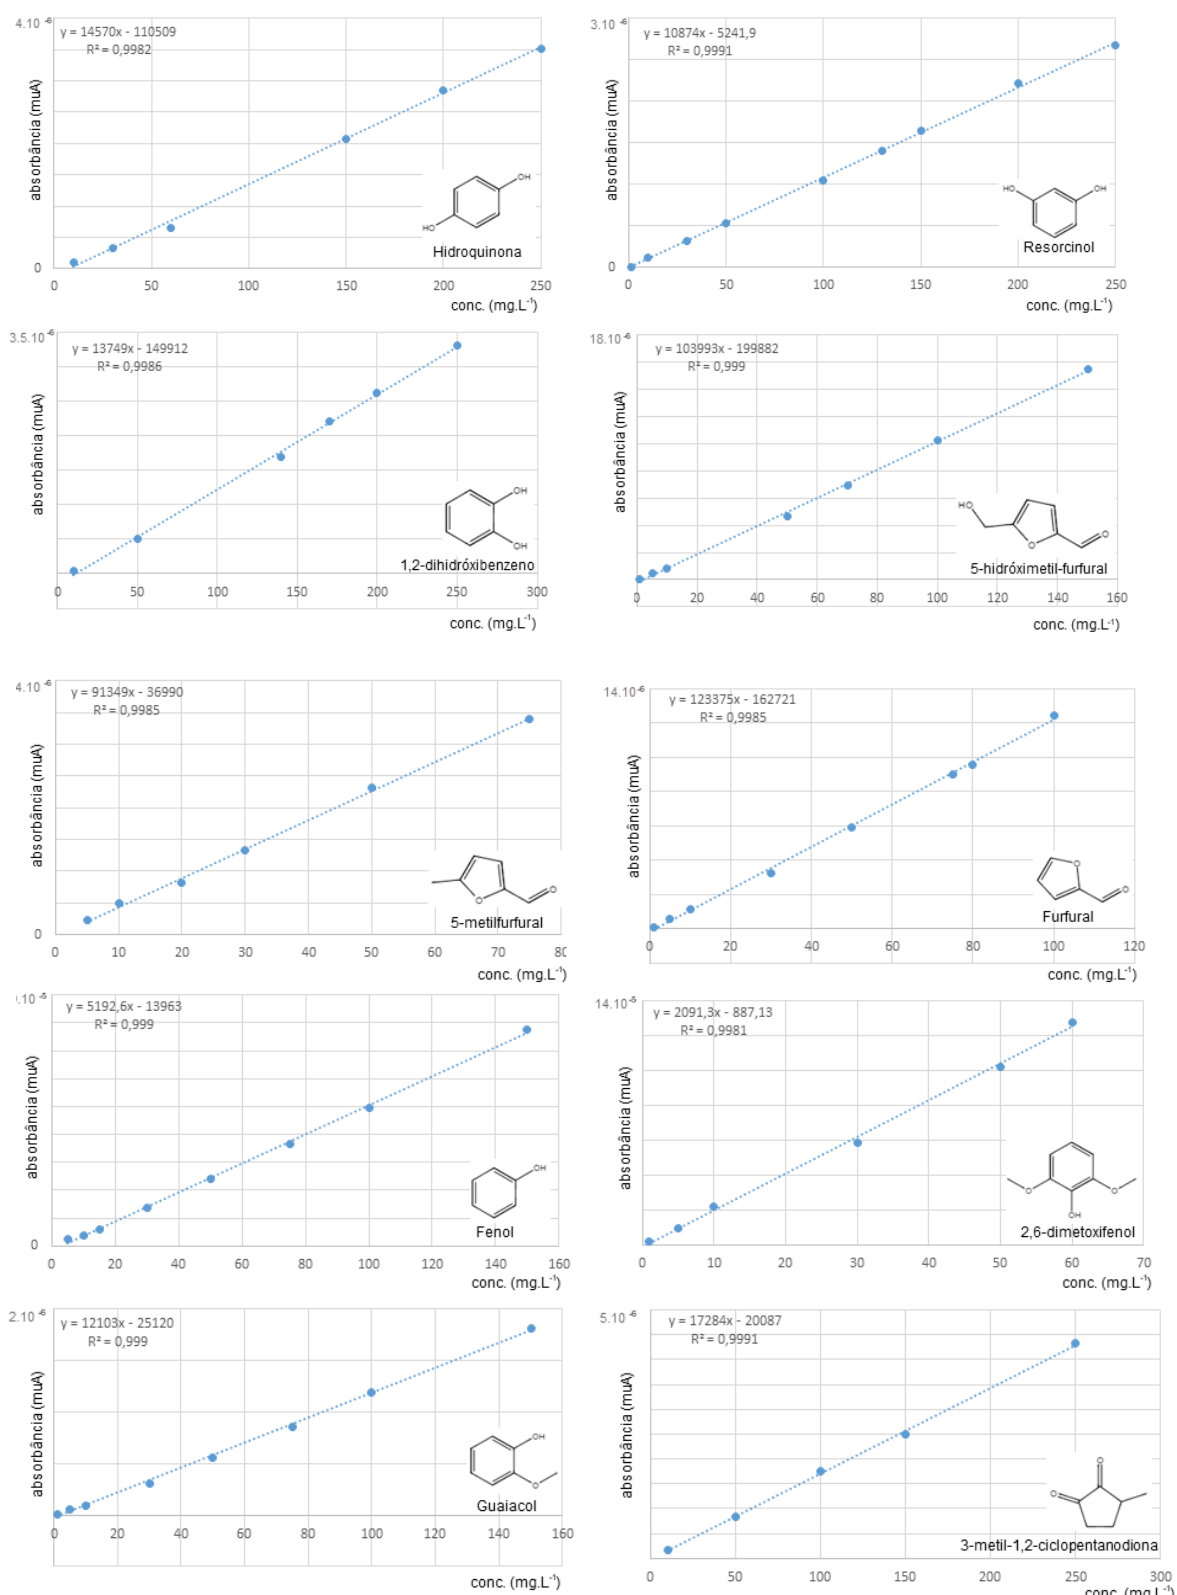 4.10⁻⁶
y = 14570x - 110509
R² = 0,9982
absorbância (muA)
OH
HO
Hidroquinona
0
0 50 100 150 200 250
conc. (mg.L⁻¹)
3.10⁻⁶
y = 10874x - 5241,9
R² = 0,9991
absorbância (muA)
HO OH
Resorcinol
0
0 50 100 150 200 250
conc. (mg.L⁻¹)
3.5.10⁻⁶
y = 13749x - 149912
R² = 0,9986
absorbância (muA)
OH
OH
1,2-dihidróxibenzeno
0 50 100 150 200 250 300
conc. (mg.L⁻¹)
18.10⁻⁶
y = 103993x - 199882
R² = 0,999
absorbância (muA)
HO
O O
5-hidróximetil-furfural
0 20 40 60 80 100 120 140 160
conc. (mg.L⁻¹)
4.10⁻⁶
y = 91349x - 36990
R² = 0,9985
absorbância (muA)
O O
5-metilfurfural
0
0 10 20 30 40 50 60 70 80
conc. (mg.L⁻¹)
14.10⁻⁶
y = 123375x - 162721
R² = 0,9985
absorbância (muA)
O O
Furfural
0 20 40 60 80 100 120
conc. (mg.L⁻¹)
.10⁻⁵
y = 5192,6x - 13963
R² = 0,999
absorbância (muA)
OH
Fenol
0
0 20 40 60 80 100 120 140 160
conc. (mg.L⁻¹)
14.10⁻⁵
y = 2091,3x - 887,13
R² = 0,9981
absorbância (muA)
O O
OH
2,6-dimetoxifenol
0 10 20 30 40 50 60 70
conc. (mg.L⁻¹)
2.10⁻⁶
y = 12103x - 25120
R² = 0,999
absorbância (muA)
OH
O
Guaiacol
0 20 40 60 80 100 120 140 160
conc. (mg.L⁻¹)
5.10⁻⁶
y = 17284x - 20087
R² = 0,9991
absorbância (muA)
O
O
3-metil-1,2-ciclopentanodiona
0 50 100 150 200 250 300
conc. (mg.L⁻¹)